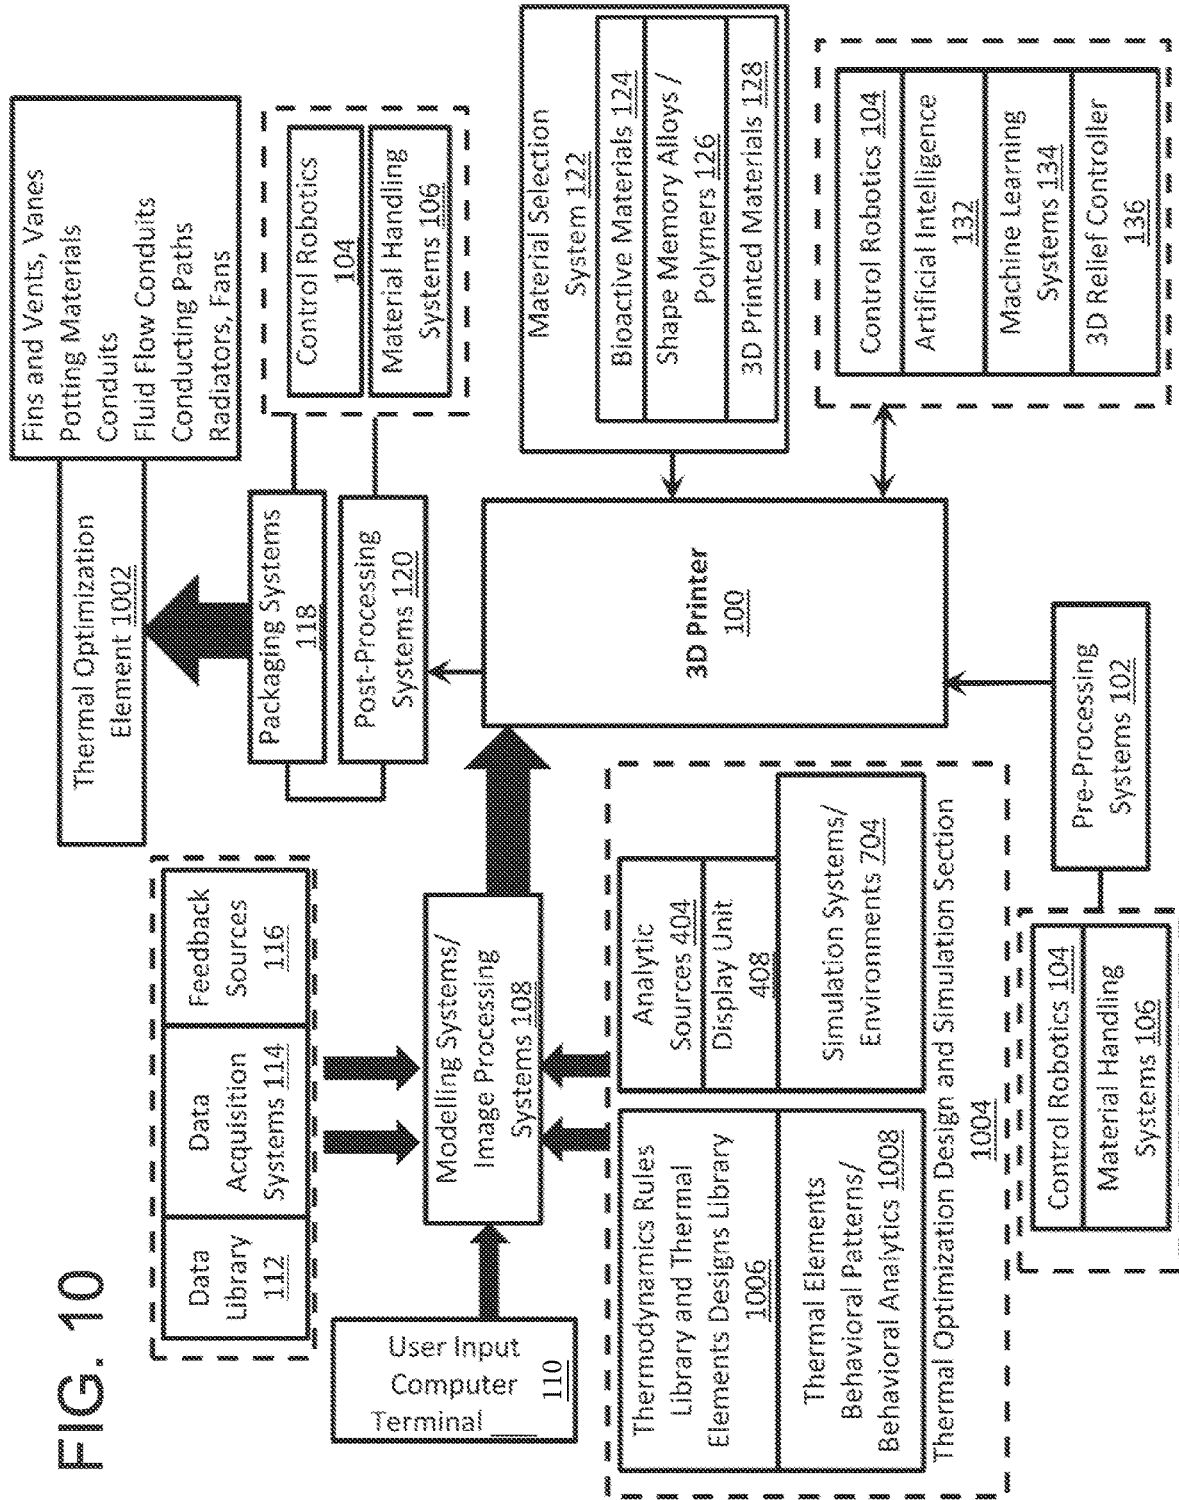 FIG. 10
Data
Library
112
Data
Acquisition
Systems 114
Feedback
Sources
116
Thermal Optimization
Element 1002
Fins and Vents, Vanes
Potting Materials
Conduits
Fluid Flow Conduits
Conducting Paths
Radiators, Fans
Packaging Systems
118
Post-Processing
Systems 120
Control Robotics
104
Material Handling
Systems 106
User Input
Computer
Terminal
110
Modelling Systems/
Image Processing
Systems 108
3D Printer
100
Material Selection
System 122
Bioactive Materials 124
Shape Memory Alloys /
Polymers 126
3D Printed Materials 128
Thermodynamics Rules
Library and Thermal
Elements Designs Library
1006
Thermal Elements
Behavioral Patterns/
Behavioral Analytics 1008
Analytic
Sources 404
Display Unit
408
Simulation Systems/
Environments 704
Thermal Optimization Design and Simulation Section
1004
Control Robotics 104
Artificial Intelligence
132
Machine Learning
Systems 134
3D Relief Controller
136
Control Robotics 104
Material Handling
Systems 106
Pre-Processing
Systems 102